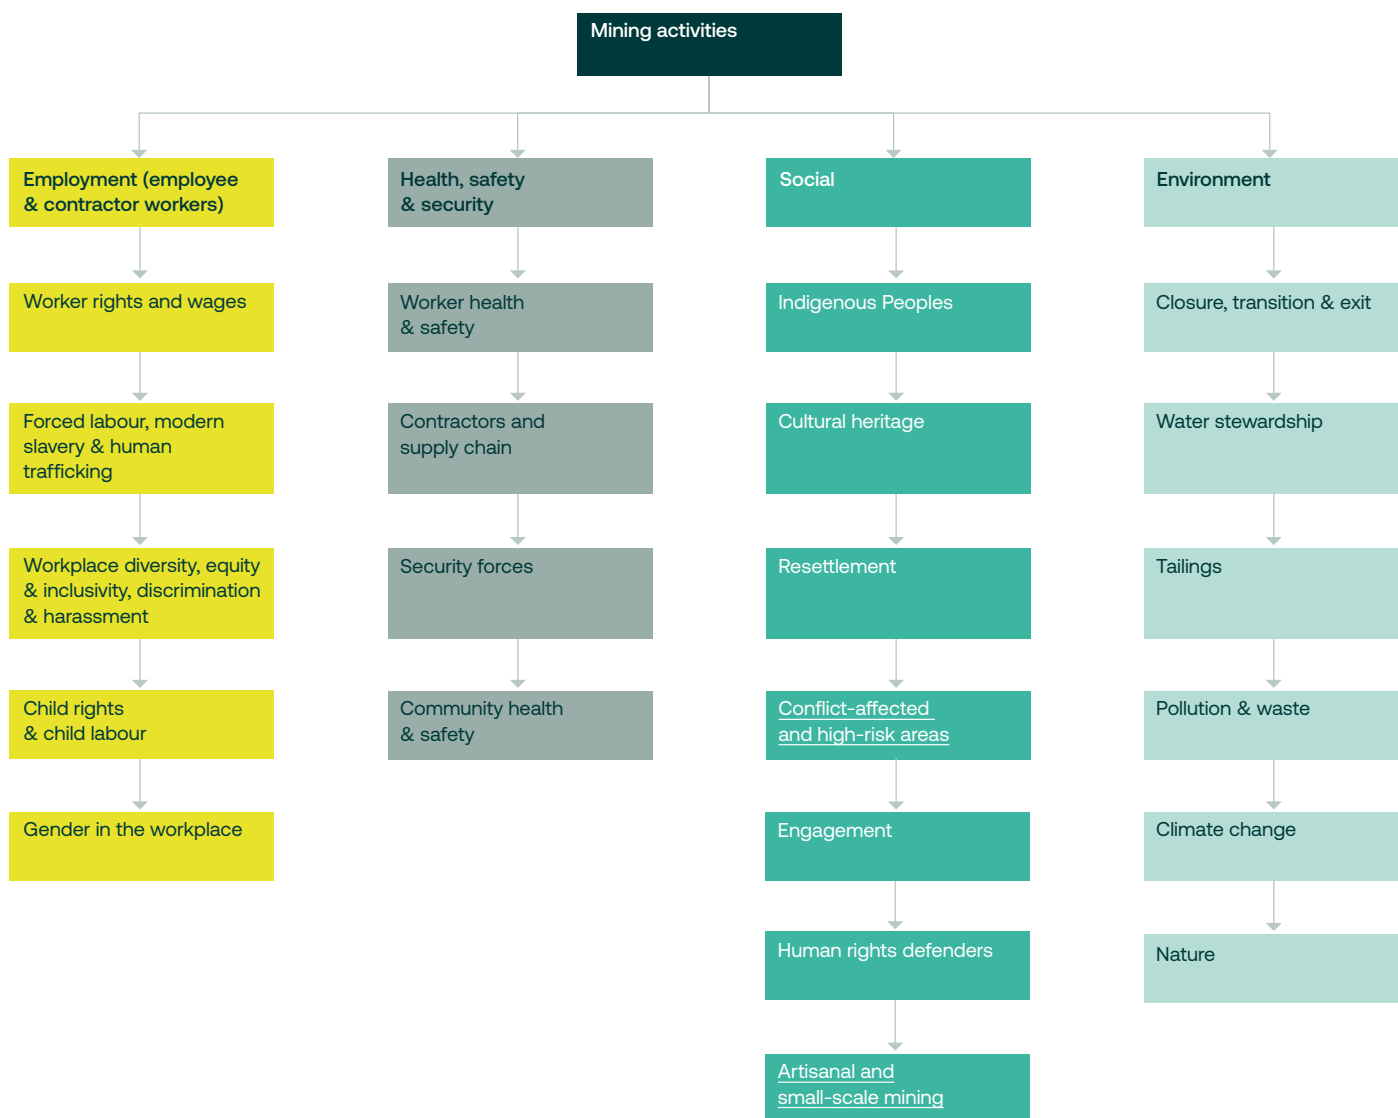 Mining activities
Employment (employee
& contractor workers)
Worker rights and wages
Forced labour, modern
slavery & human
trafficking
Workplace diversity, equity
& inclusivity, discrimination
& harassment
Child rights
& child labour
Gender in the workplace
Health, safety
& security
Worker health
& safety
Contractors and
supply chain
Security forces
Community health
& safety
Social
Indigenous Peoples
Cultural heritage
Resettlement
Conflict-affected
and high-risk areas
Engagement
Human rights defenders
Artisanal and
small-scale mining
Environment
Closure, transition & exit
Water stewardship
Tailings
Pollution & waste
Climate change
Nature